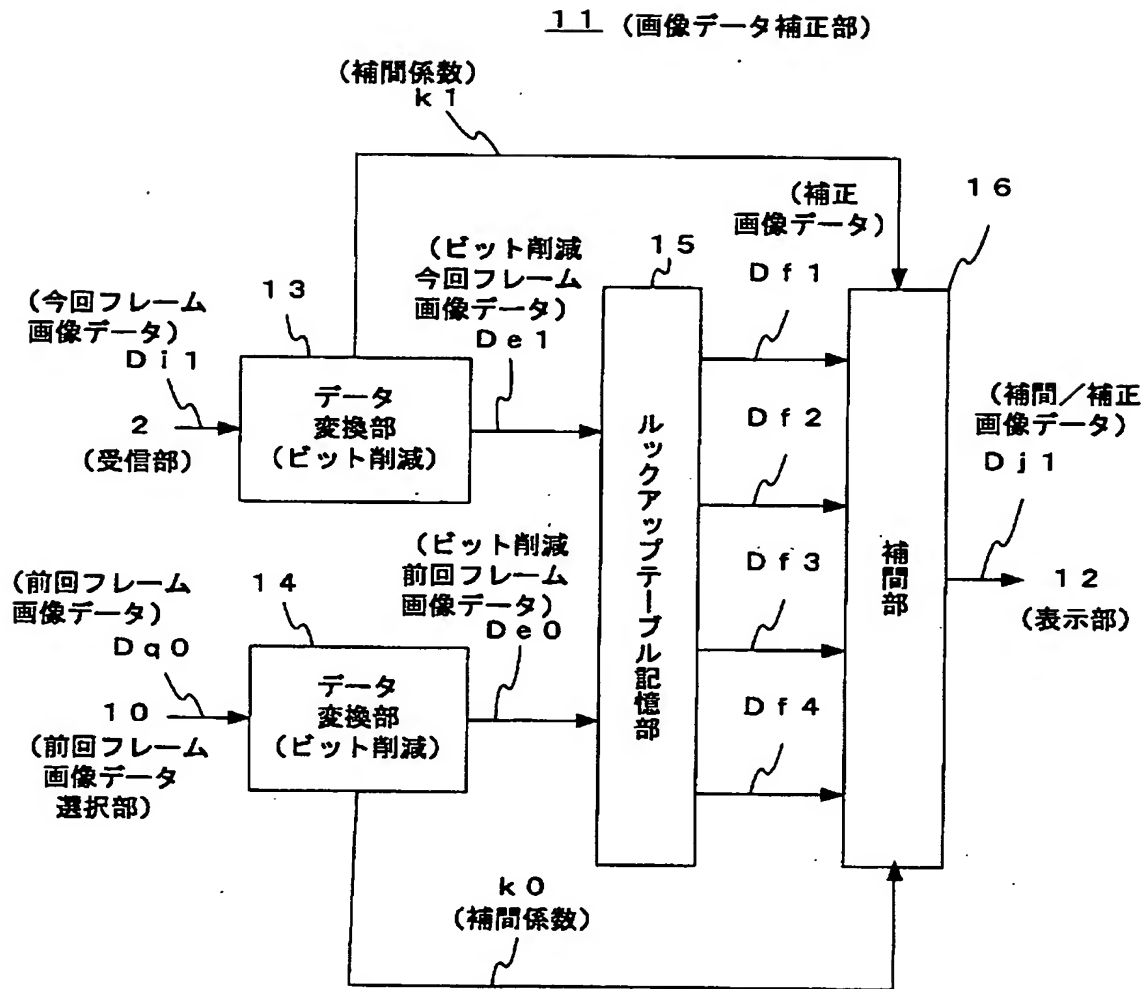 １１ （画像データ補正部）
（補間係数）
ｋ１
（補正
画像データ）
１６
（今回フレーム
画像データ）
Ｄｉ１
２
（受信部）
１３
データ
変換部
（ビット削減）
（ビット削減
今回フレーム
画像データ）
Ｄｅ１
１５
ルックアップテーブル記憶部
Ｄｆ１
Ｄｆ２
Ｄｆ３
Ｄｆ４
補間部
（補間／補正
画像データ）
Ｄｊ１
１２
（表示部）
（前回フレーム
画像データ）
Ｄｑ０
１０
（前回フレーム
画像データ
選択部）
１４
データ
変換部
（ビット削減）
（ビット削減
前回フレーム
画像データ）
Ｄｅ０
ｋ０
（補間係数）